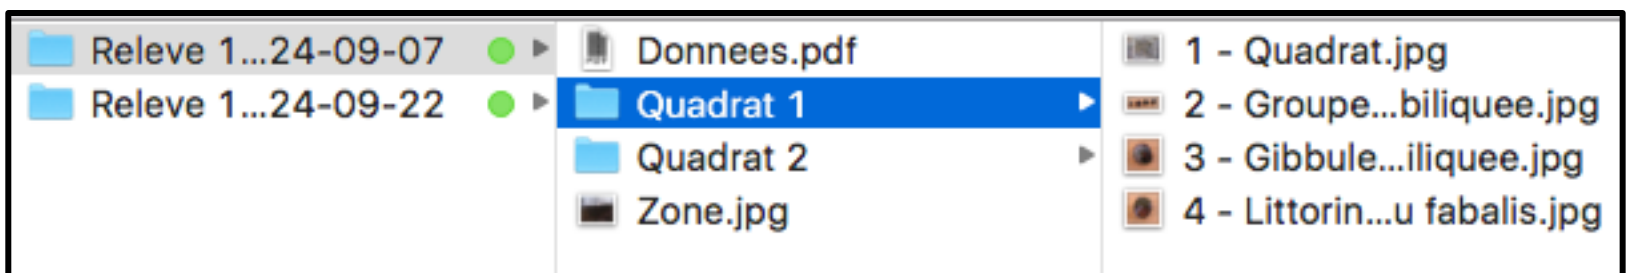 Releve 1...24-09-07
Releve 1...24-09-22
Donnees.pdf
Quadrat 1
Quadrat 2
Zone.jpg
1 - Quadrat.jpg
2 - Groupe...biliquee.jpg
3 - Gibbule...iliquee.jpg
4 - Littorin...u fabalis.jpg